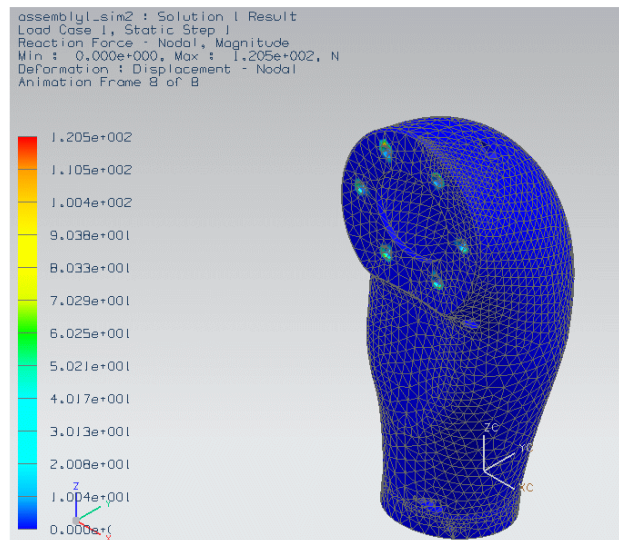 assembly1_sim2 : Solution 1 Result
Load Case 1, Static Step 1
Reaction Force - Nodal, Magnitude
Min : 0.000e+000, Max : 1.205e+002, N
Deformation : Displacement - Nodal
Animation Frame 8 of 8
1.205e+002
1.105e+002
1.004e+002
9.038e+001
8.033e+001
7.029e+001
6.025e+001
5.021e+001
4.017e+001
3.013e+001
2.008e+001
1.004e+001
0.000e+(
Z
Y
X
ZC
YC
XC